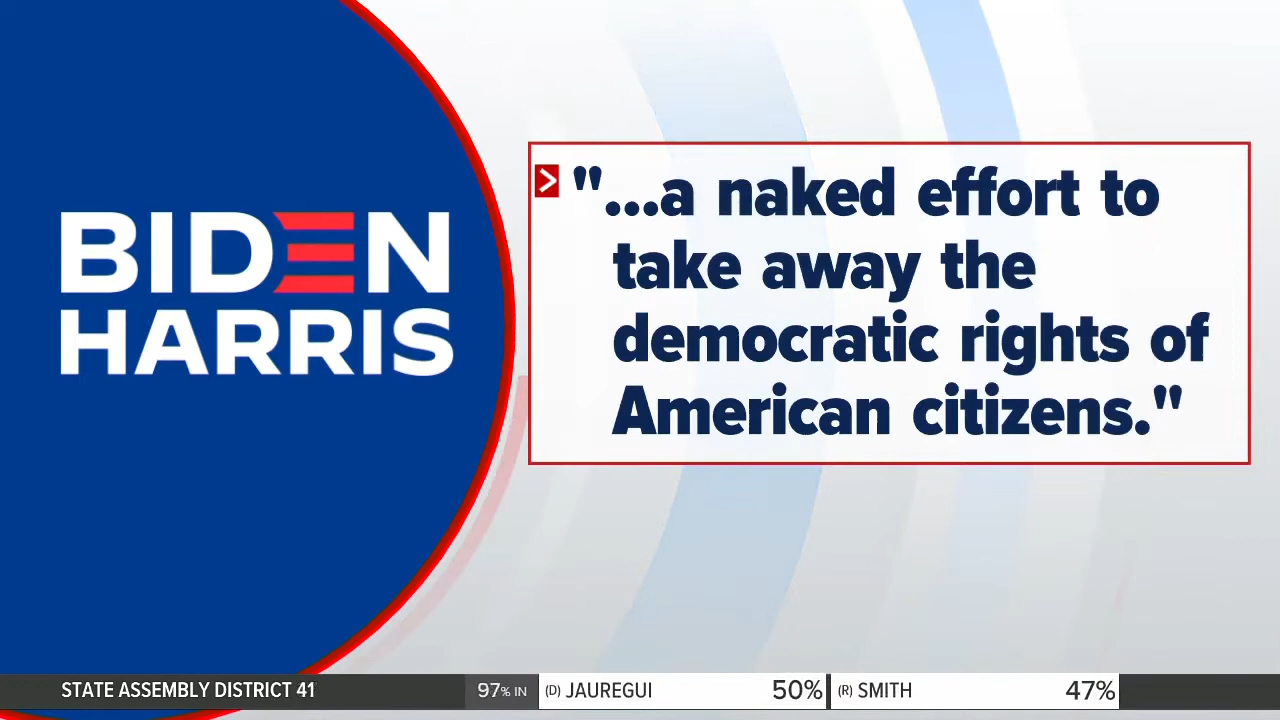 BIDEN
HARRIS
"...a naked effort to
take away the
democratic rights of
American citizens."
STATE ASSEMBLY DISTRICT 41 97% IN (D) JAUREGUI 50% (R) SMITH 47%